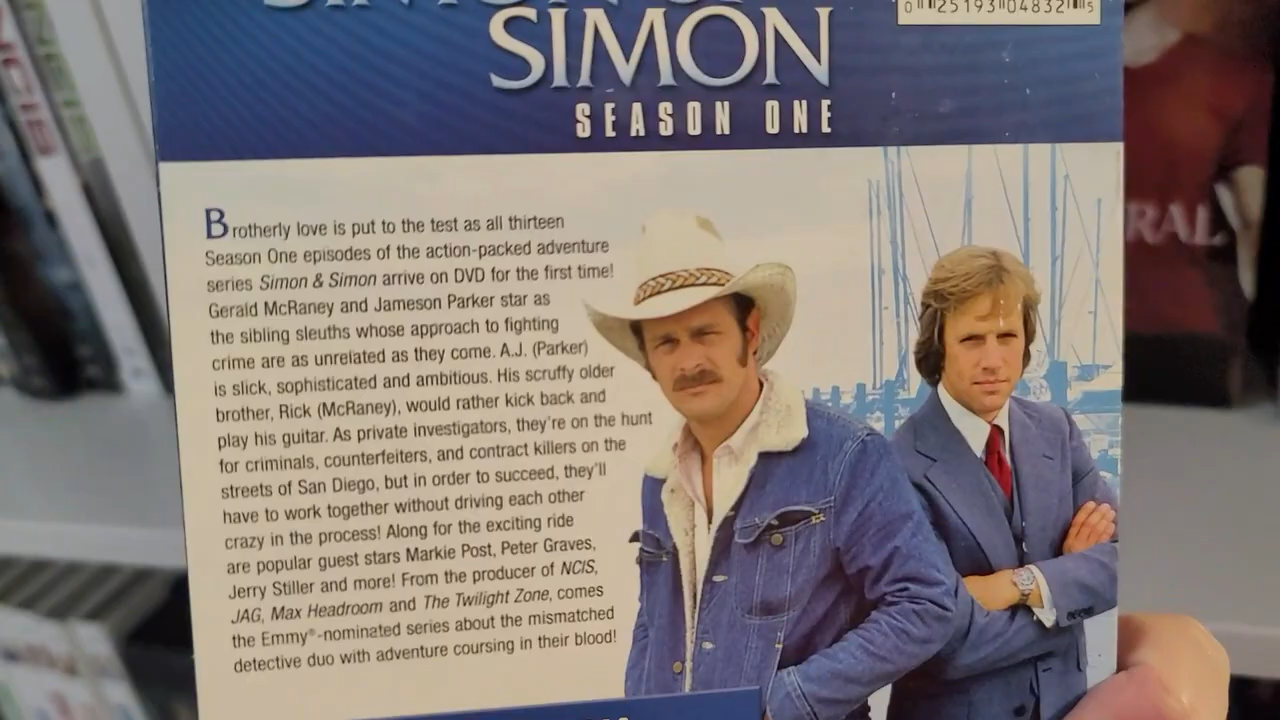 SIMON &
SIMON
SEASON ONE
0 25193 04832 5
Brotherly love is put to the test as all thirteen
Season One episodes of the action-packed adventure
series Simon & Simon arrive on DVD for the first time!
Gerald McRaney and Jameson Parker star as
the sibling sleuths whose approach to fighting
crime are as unrelated as they come. A.J. (Parker)
is slick, sophisticated and ambitious. His scruffy older
brother, Rick (McRaney), would rather kick back and
play his guitar. As private investigators, they're on the hunt
for criminals, counterfeiters, and contract killers on the
streets of San Diego, but in order to succeed, they'll
have to work together without driving each other
crazy in the process! Along for the exciting ride
are popular guest stars Markie Post, Peter Graves,
Jerry Stiller and more! From the producer of NCIS,
JAG, Max Headroom and The Twilight Zone, comes
the Emmy®-nominated series about the mismatched
detective duo with adventure coursing in their blood!
NCIS
RAL